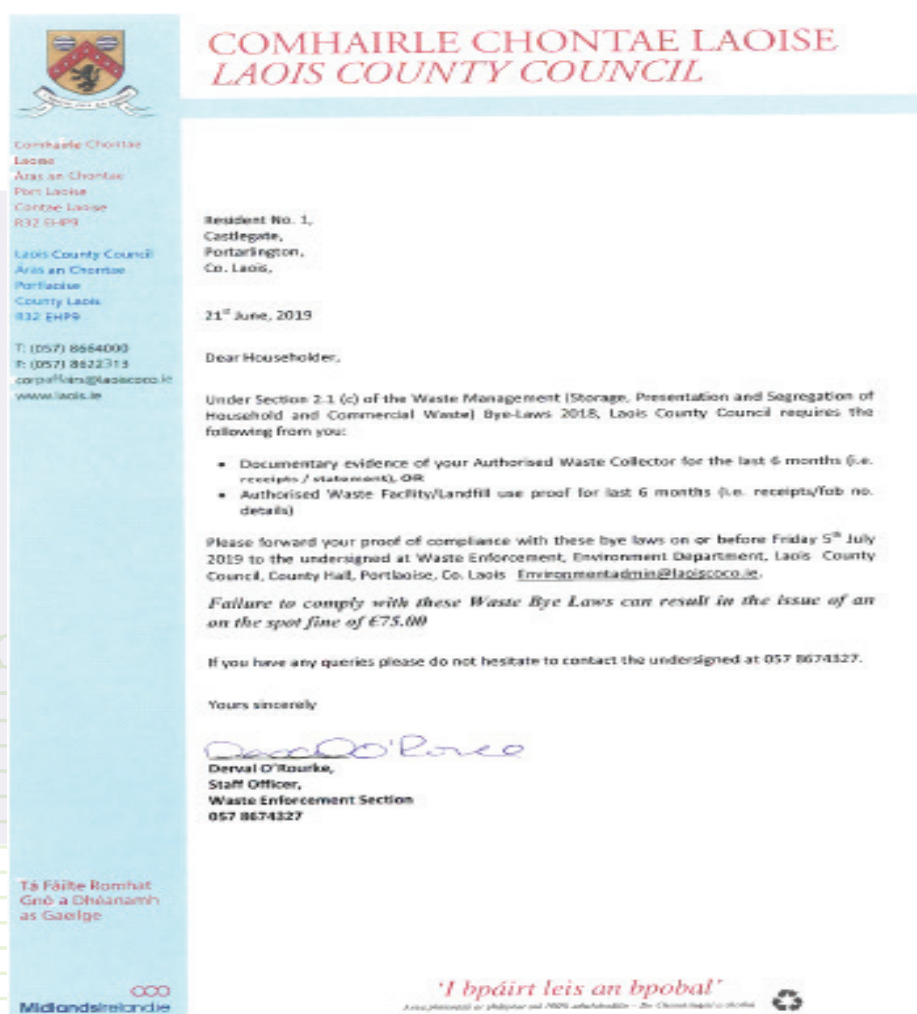 COMHAIRLE CHONTAE LAOISE
LAOIS COUNTY COUNCIL
Comhairle Chontae
Laoise
Áras an Chontae
Port Laoise
Contae Laoise
R32 EHP9
Laois County Council
Áras an Chontae
Portlaoise
County Laois
R32 EHP9
T: (057) 8664000
F: (057) 8622313
corpaffairs@laoiscoco.ie
www.laois.ie
Resident No. 1,
Castlegate,
Portarlington,
Co. Laois,
21st June, 2019
Dear Householder,
Under Section 2.1 (c) of the Waste Management (Storage, Presentation and Segregation of
Household and Commercial Waste) Bye-Laws 2018, Laois County Council requires the
following from you:
• Documentary evidence of your Authorised Waste Collector for the last 6 months (i.e.
receipts / statement), OR
• Authorised Waste Facility/Landfill use proof for last 6 months (i.e. receipts/fob no.
details)
Please forward your proof of compliance with these bye laws on or before Friday 5th July
2019 to the undersigned at Waste Enforcement, Environment Department, Laois County
Council, County Hall, Portlaoise, Co. Laois Environmentadmin@laoiscoco.ie.
Failure to comply with these Waste Bye Laws can result in the issue of an
on the spot fine of €75.00
If you have any queries please do not hesitate to contact the undersigned at 057 8674327.
Yours sincerely
Derval O'Rourke,
Staff Officer,
Waste Enforcement Section
057 8674327
Tá Fáilte Romhat
Gnó a Dhéanamh
as Gaeilge
MidlandsIreland.ie
'I bpáirt leis an bpobal'